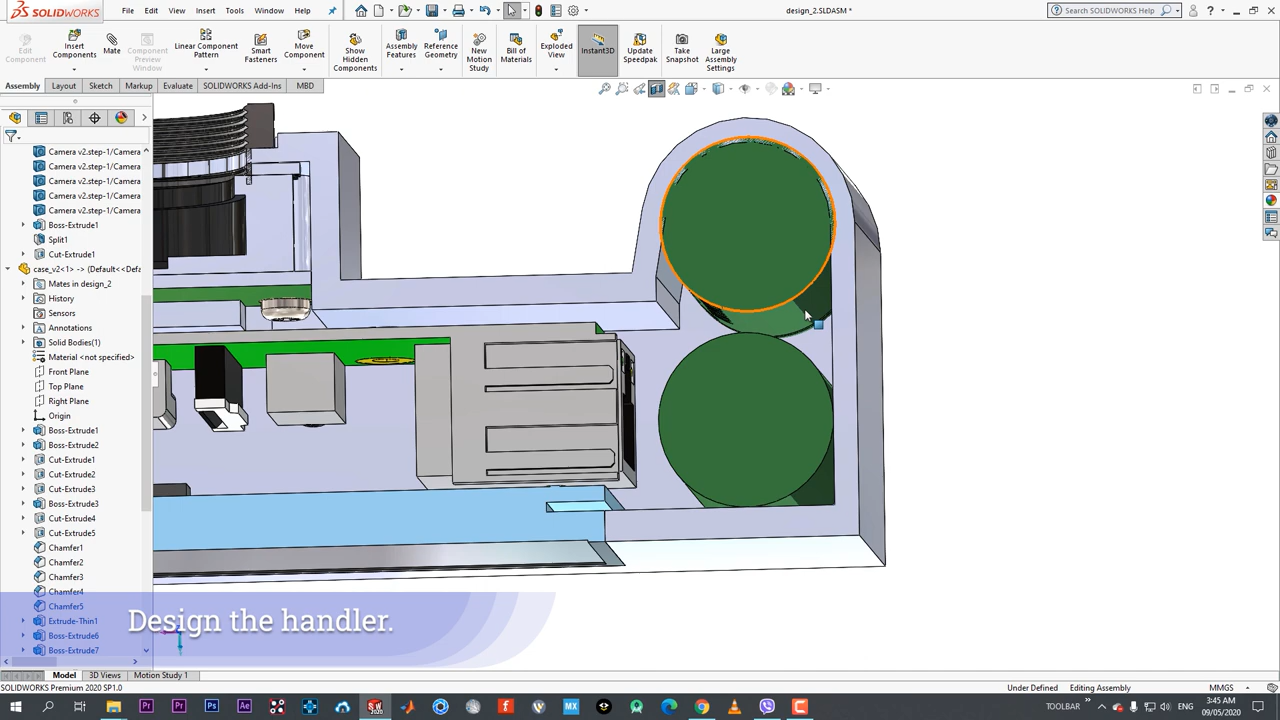 SOLIDWORKS
File Edit View Insert Tools Window Help
design_2.SLDASM *
Search SOLIDWORKS Help
Edit Component
Insert Components
Mate
Component Preview Window
Linear Component Pattern
Smart Fasteners
Move Component
Show Hidden Components
Assembly Features
Reference Geometry
New Motion Study
Bill of Materials
Exploded View
Instant3D
Update Speedpak
Take Snapshot
Large Assembly Settings
Assembly Layout Sketch Markup Evaluate SOLIDWORKS Add-Ins MBD
Camera v2.step-1/Camera
Camera v2.step-1/Camera
Camera v2.step-1/Camera
Camera v2.step-1/Camera
Camera v2.step-1/Camera
Boss-Extrude1
Split1
Cut-Extrude1
case_v2<1> -> (Default<<Defa
Mates in design_2
History
Sensors
Annotations
Solid Bodies(1)
Material <not specified>
Front Plane
Top Plane
Right Plane
Origin
Boss-Extrude1
Boss-Extrude2
Cut-Extrude1
Cut-Extrude2
Cut-Extrude3
Boss-Extrude3
Cut-Extrude4
Cut-Extrude5
Chamfer1
Chamfer2
Chamfer3
Chamfer4
Chamfer5
Extrude-Thin1
Boss-Extrude6
Boss-Extrude7
Design the handler.
Model 3D Views Motion Study 1
SOLIDWORKS Premium 2020 SP1.0
Under Defined Editing Assembly MMGS
TOOLBAR
ENG
3:45 AM
09/05/2020